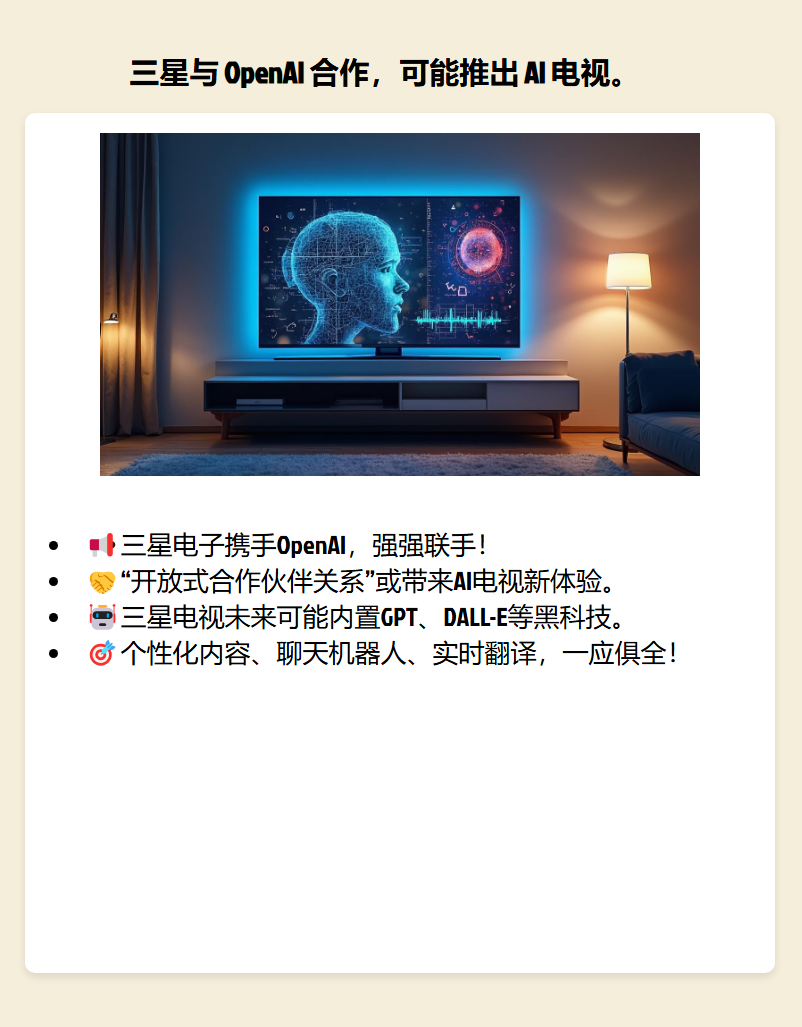 三星与 OpenAI 合作，可能推出 AI 电视。
📢 三星电子携手OpenAI，强强联手！
🤝 “开放式合作伙伴关系”或带来AI电视新体验。
🤖 三星电视未来可能内置GPT、DALL-E等黑科技。
🎯 个性化内容、聊天机器人、实时翻译，一应俱全！